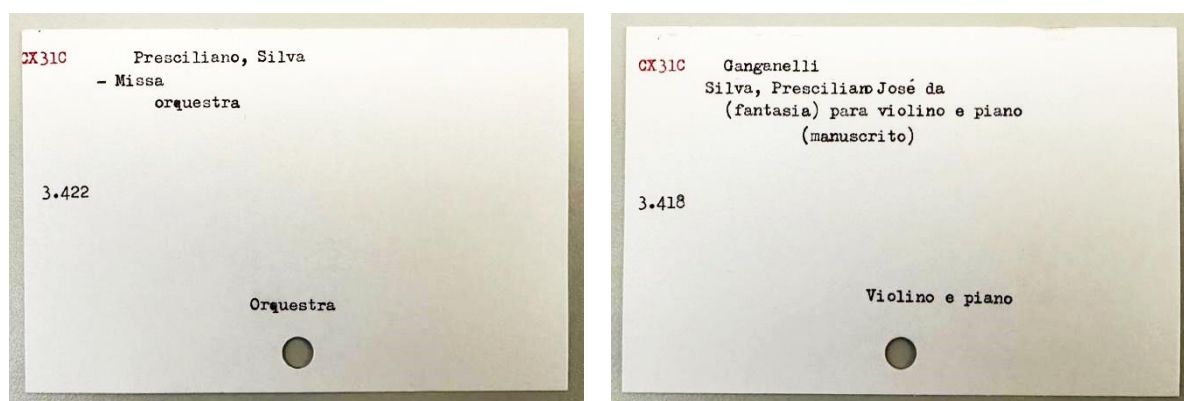 CX31C Presciliano, Silva
- Missa
orquestra
3.422
Orquestra
CX31C Ganganelli
Silva, Presciliano José da
(fantasia) para violino e piano
(manuscrito)
3.418
Violino e piano